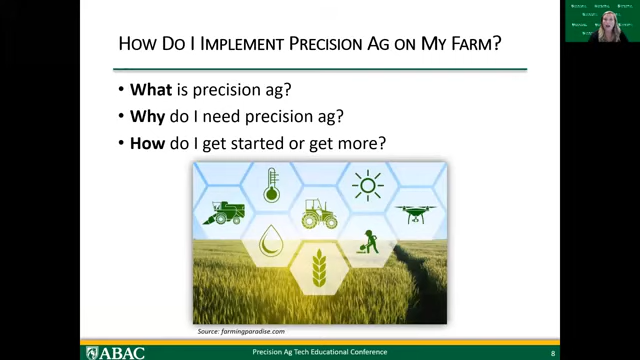 How Do I Implement Precision Ag on My Farm?
• What is precision ag?
• Why do I need precision ag?
• How do I get started or get more?
Source: farmingparadise.com
ABAC
Precision Ag Tech Educational Conference
8